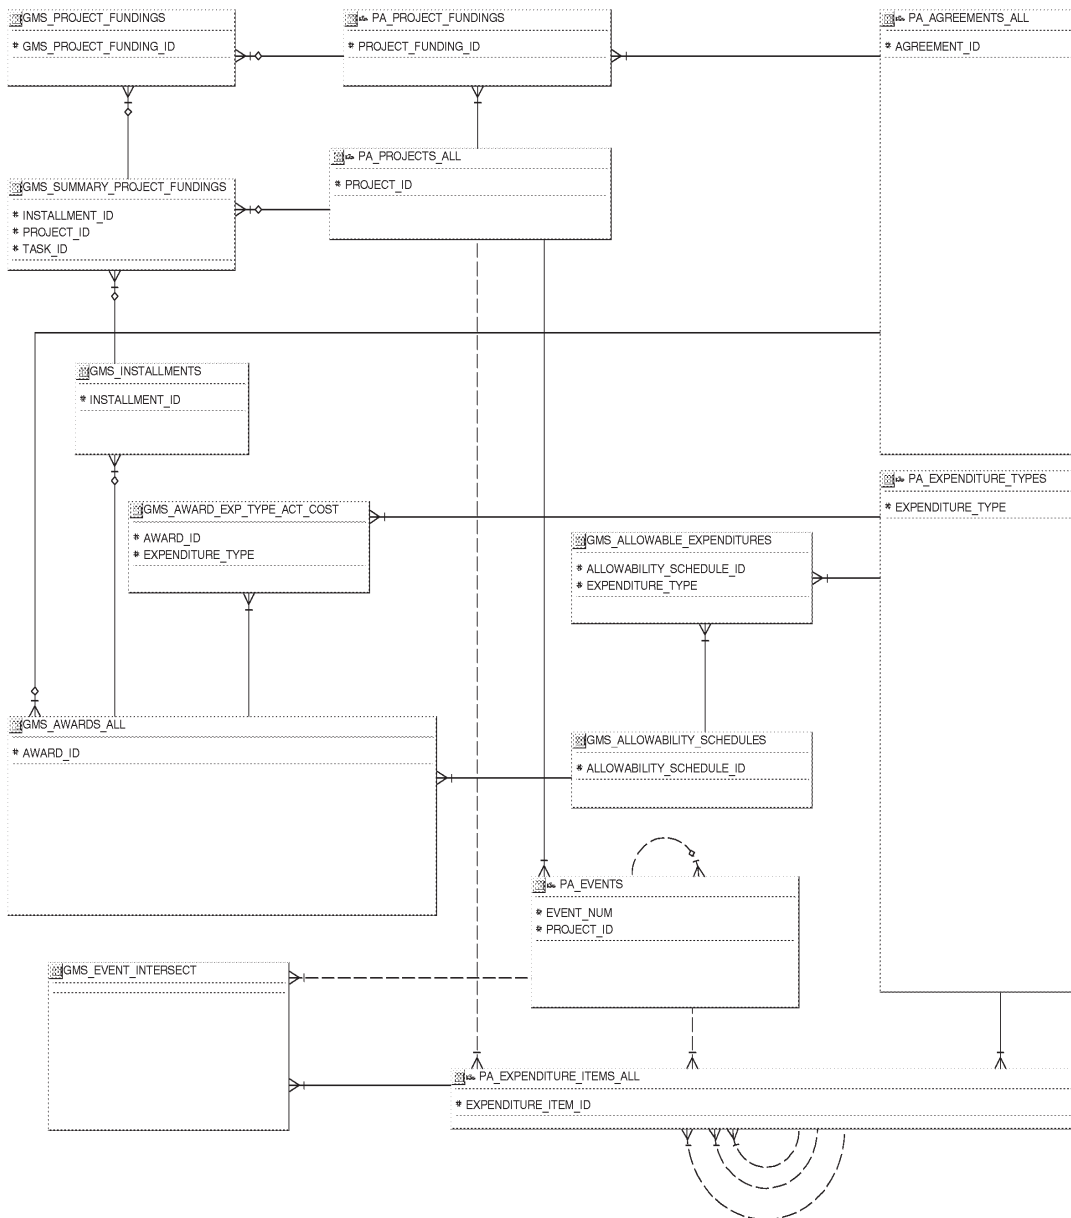 GMS_PROJECT_FUNDINGS
# GMS_PROJECT_FUNDING_ID
PA_PROJECT_FUNDINGS
# PROJECT_FUNDING_ID
PA_AGREEMENTS_ALL
# AGREEMENT_ID
PA_PROJECTS_ALL
# PROJECT_ID
GMS_SUMMARY_PROJECT_FUNDINGS
# INSTALLMENT_ID
# PROJECT_ID
# TASK_ID
GMS_INSTALLMENTS
# INSTALLMENT_ID
PA_EXPENDITURE_TYPES
# EXPENDITURE_TYPE
GMS_AWARD_EXP_TYPE_ACT_COST
# AWARD_ID
# EXPENDITURE_TYPE
GMS_ALLOWABLE_EXPENDITURES
# ALLOWABILITY_SCHEDULE_ID
# EXPENDITURE_TYPE
GMS_AWARDS_ALL
# AWARD_ID
GMS_ALLOWABILITY_SCHEDULES
# ALLOWABILITY_SCHEDULE_ID
PA_EVENTS
# EVENT_NUM
# PROJECT_ID
GMS_EVENT_INTERSECT
PA_EXPENDITURE_ITEMS_ALL
# EXPENDITURE_ITEM_ID